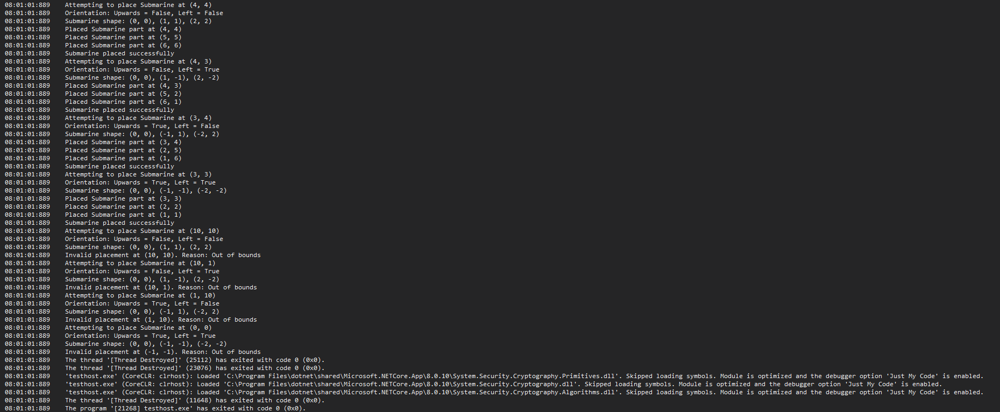 08:01:01:889 Attempting to place Submarine at (4, 4)
08:01:01:889 Orientation: Upwards = False, Left = False
08:01:01:889 Submarine shape: (0, 0), (1, 1), (2, 2)
08:01:01:889 Placed Submarine part at (4, 4)
08:01:01:889 Placed Submarine part at (5, 5)
08:01:01:889 Placed Submarine part at (6, 6)
08:01:01:889 Submarine placed successfully
08:01:01:889 Attempting to place Submarine at (4, 3)
08:01:01:889 Orientation: Upwards = False, Left = True
08:01:01:889 Submarine shape: (0, 0), (1, -1), (2, -2)
08:01:01:889 Placed Submarine part at (4, 3)
08:01:01:889 Placed Submarine part at (5, 2)
08:01:01:889 Placed Submarine part at (6, 1)
08:01:01:889 Submarine placed successfully
08:01:01:889 Attempting to place Submarine at (3, 4)
08:01:01:889 Orientation: Upwards = True, Left = False
08:01:01:889 Submarine shape: (0, 0), (-1, 1), (-2, 2)
08:01:01:889 Placed Submarine part at (3, 4)
08:01:01:889 Placed Submarine part at (2, 5)
08:01:01:889 Placed Submarine part at (1, 6)
08:01:01:889 Submarine placed successfully
08:01:01:889 Attempting to place Submarine at (3, 3)
08:01:01:889 Orientation: Upwards = True, Left = True
08:01:01:889 Submarine shape: (0, 0), (-1, -1), (-2, -2)
08:01:01:889 Placed Submarine part at (3, 3)
08:01:01:889 Placed Submarine part at (2, 2)
08:01:01:889 Placed Submarine part at (1, 1)
08:01:01:889 Submarine placed successfully
08:01:01:889 Attempting to place Submarine at (10, 10)
08:01:01:889 Orientation: Upwards = False, Left = False
08:01:01:889 Submarine shape: (0, 0), (1, 1), (2, 2)
08:01:01:889 Invalid placement at (10, 10). Reason: Out of bounds
08:01:01:889 Attempting to place Submarine at (10, 1)
08:01:01:889 Orientation: Upwards = False, Left = True
08:01:01:889 Submarine shape: (0, 0), (1, -1), (2, -2)
08:01:01:889 Invalid placement at (10, 1). Reason: Out of bounds
08:01:01:889 Attempting to place Submarine at (1, 10)
08:01:01:889 Orientation: Upwards = True, Left = False
08:01:01:889 Submarine shape: (0, 0), (-1, 1), (-2, 2)
08:01:01:889 Invalid placement at (1, 10). Reason: Out of bounds
08:01:01:889 Attempting to place Submarine at (0, 0)
08:01:01:889 Orientation: Upwards = True, Left = True
08:01:01:889 Submarine shape: (0, 0), (-1, -1), (-2, -2)
08:01:01:889 Invalid placement at (-1, -1). Reason: Out of bounds
08:01:01:889 The thread '[Thread Destroyed]' (25112) has exited with code 0 (0x0).
08:01:01:889 The thread '[Thread Destroyed]' (23076) has exited with code 0 (0x0).
08:01:01:889 'testhost.exe' (CoreCLR: clrhost): Loaded 'C:\Program Files\dotnet\shared\Microsoft.NETCore.App\8.0.10\System.Security.Cryptography.Primitives.dll'. Skipped loading symbols. Module is optimized and the debugger option 'Just My Code' is enabled.
08:01:01:889 'testhost.exe' (CoreCLR: clrhost): Loaded 'C:\Program Files\dotnet\shared\Microsoft.NETCore.App\8.0.10\System.Security.Cryptography.dll'. Skipped loading symbols. Module is optimized and the debugger option 'Just My Code' is enabled.
08:01:01:889 'testhost.exe' (CoreCLR: clrhost): Loaded 'C:\Program Files\dotnet\shared\Microsoft.NETCore.App\8.0.10\System.Security.Cryptography.Algorithms.dll'. Skipped loading symbols. Module is optimized and the debugger option 'Just My Code' is enabled.
08:01:01:889 The thread '[Thread Destroyed]' (11648) has exited with code 0 (0x0).
08:01:01:889 The program '[21268] testhost.exe' has exited with code 0 (0x0).